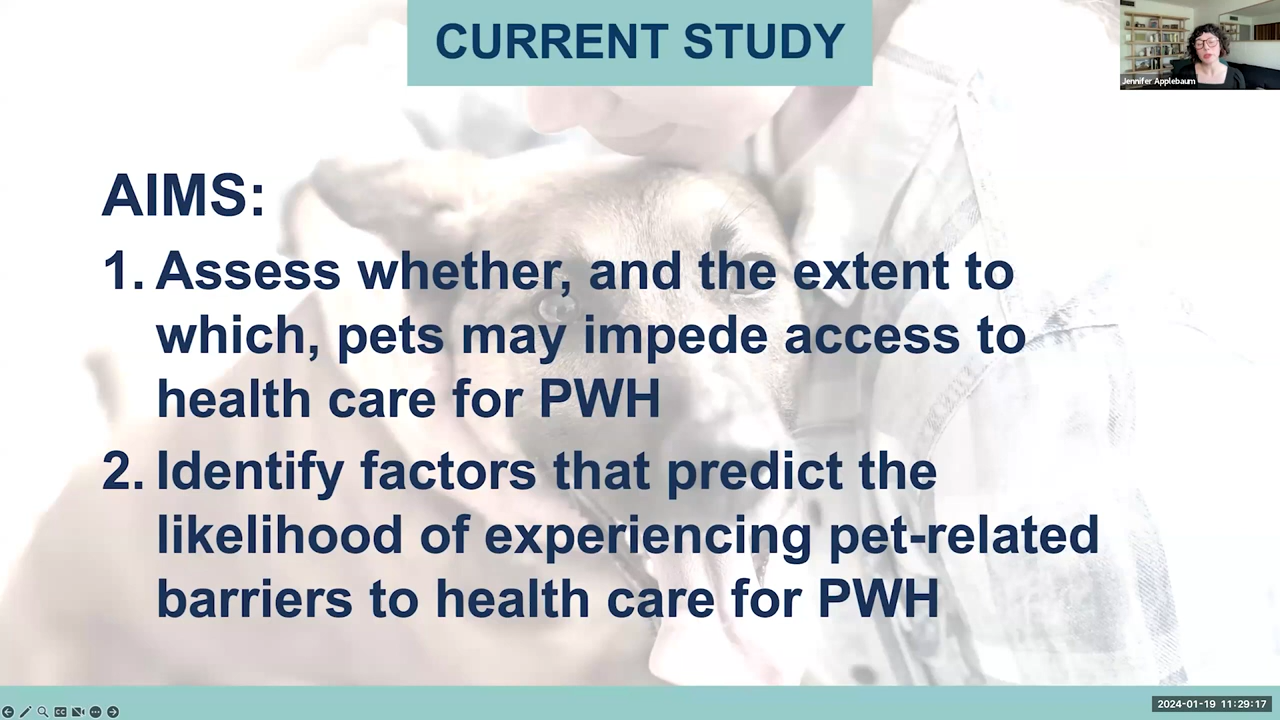 CURRENT STUDY
Jennifer Applebaum
AIMS:
1. Assess whether, and the extent to
which, pets may impede access to
health care for PWH
2. Identify factors that predict the
likelihood of experiencing pet-related
barriers to health care for PWH
2024-01-19 11:29:17